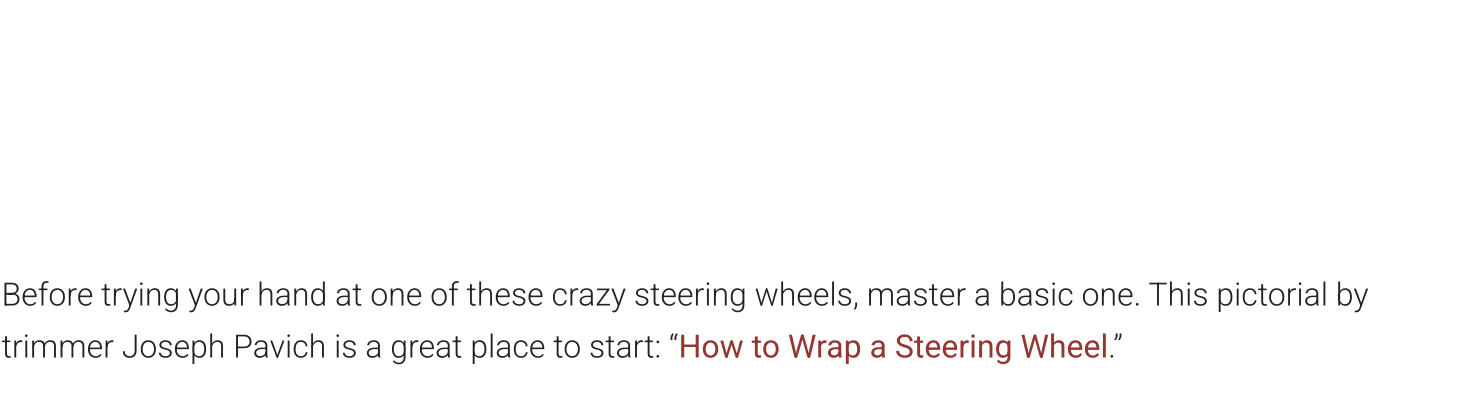 Before trying your hand at one of these crazy steering wheels, master a basic one. This pictorial by
trimmer Joseph Pavich is a great place to start: “How to Wrap a Steering Wheel.”